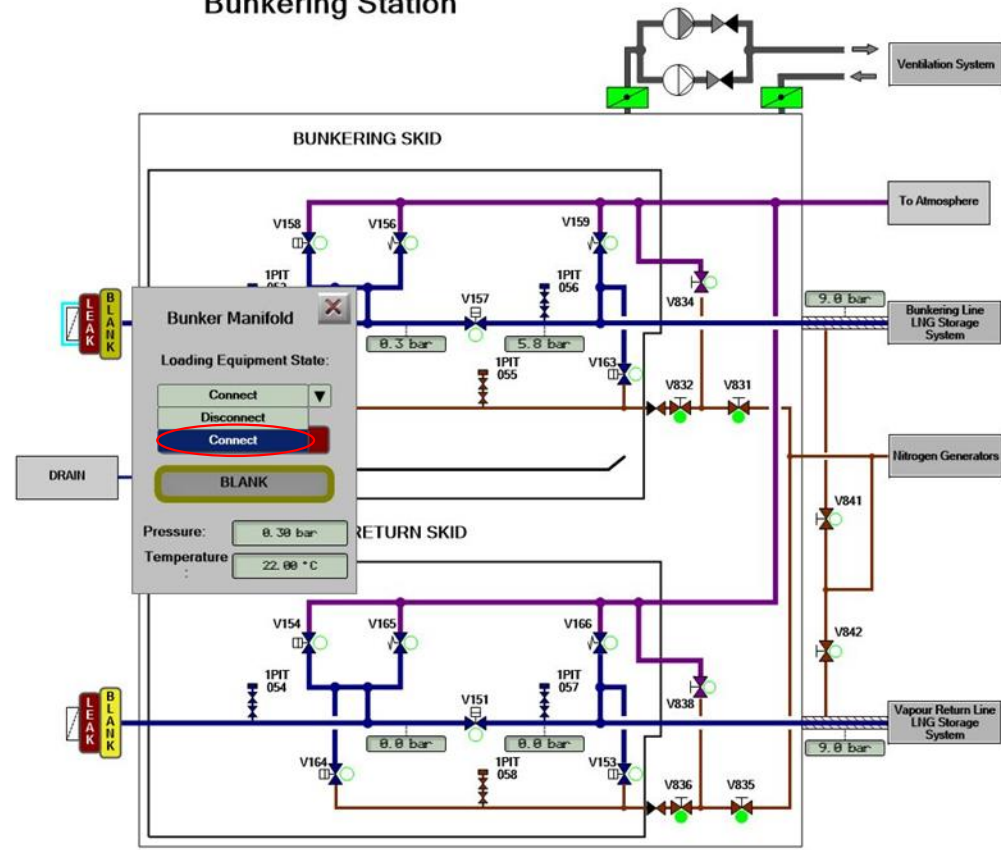 Bunkering Station
Ventilation System
BUNKERING SKID
To Atmosphere
V158
V156
V159
1PIT
1PIT
056
V157
V834
9.0 bar
Bunkering Line
LNG Storage
System
LEAK
BLANK
Bunker Manifold
Loading Equipment State:
Connect
Disconnect
Connect
BLANK
Pressure:
0.30 bar
Temperature
:
22.00 °C
0.3 bar
5.8 bar
1PIT
055
V163
V832
V831
DRAIN
Nitrogen Generators
V841
RETURN SKID
V842
V154
V165
V166
1PIT
054
V151
1PIT
057
V838
LEAK
BLANK
Vapour Return Line
LNG Storage
System
0.0 bar
0.0 bar
9.0 bar
V164
1PIT
058
V153
V836
V835